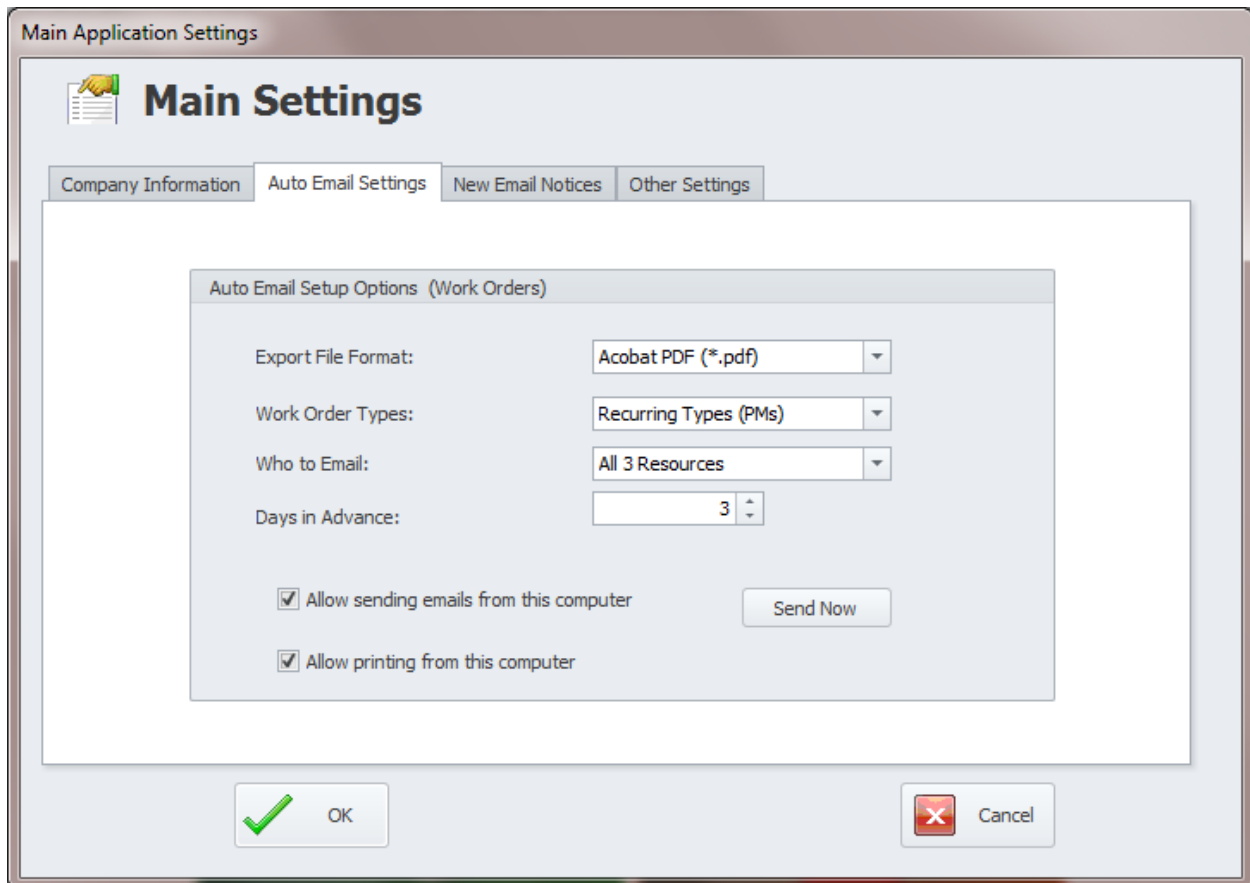 Main Application Settings
Main Settings
Company Information Auto Email Settings New Email Notices Other Settings
Auto Email Setup Options (Work Orders)
Export File Format: Acobat PDF (*.pdf)
Work Order Types: Recurring Types (PMs)
Who to Email: All 3 Resources
Days in Advance: 3
Allow sending emails from this computer Send Now
Allow printing from this computer
OK Cancel